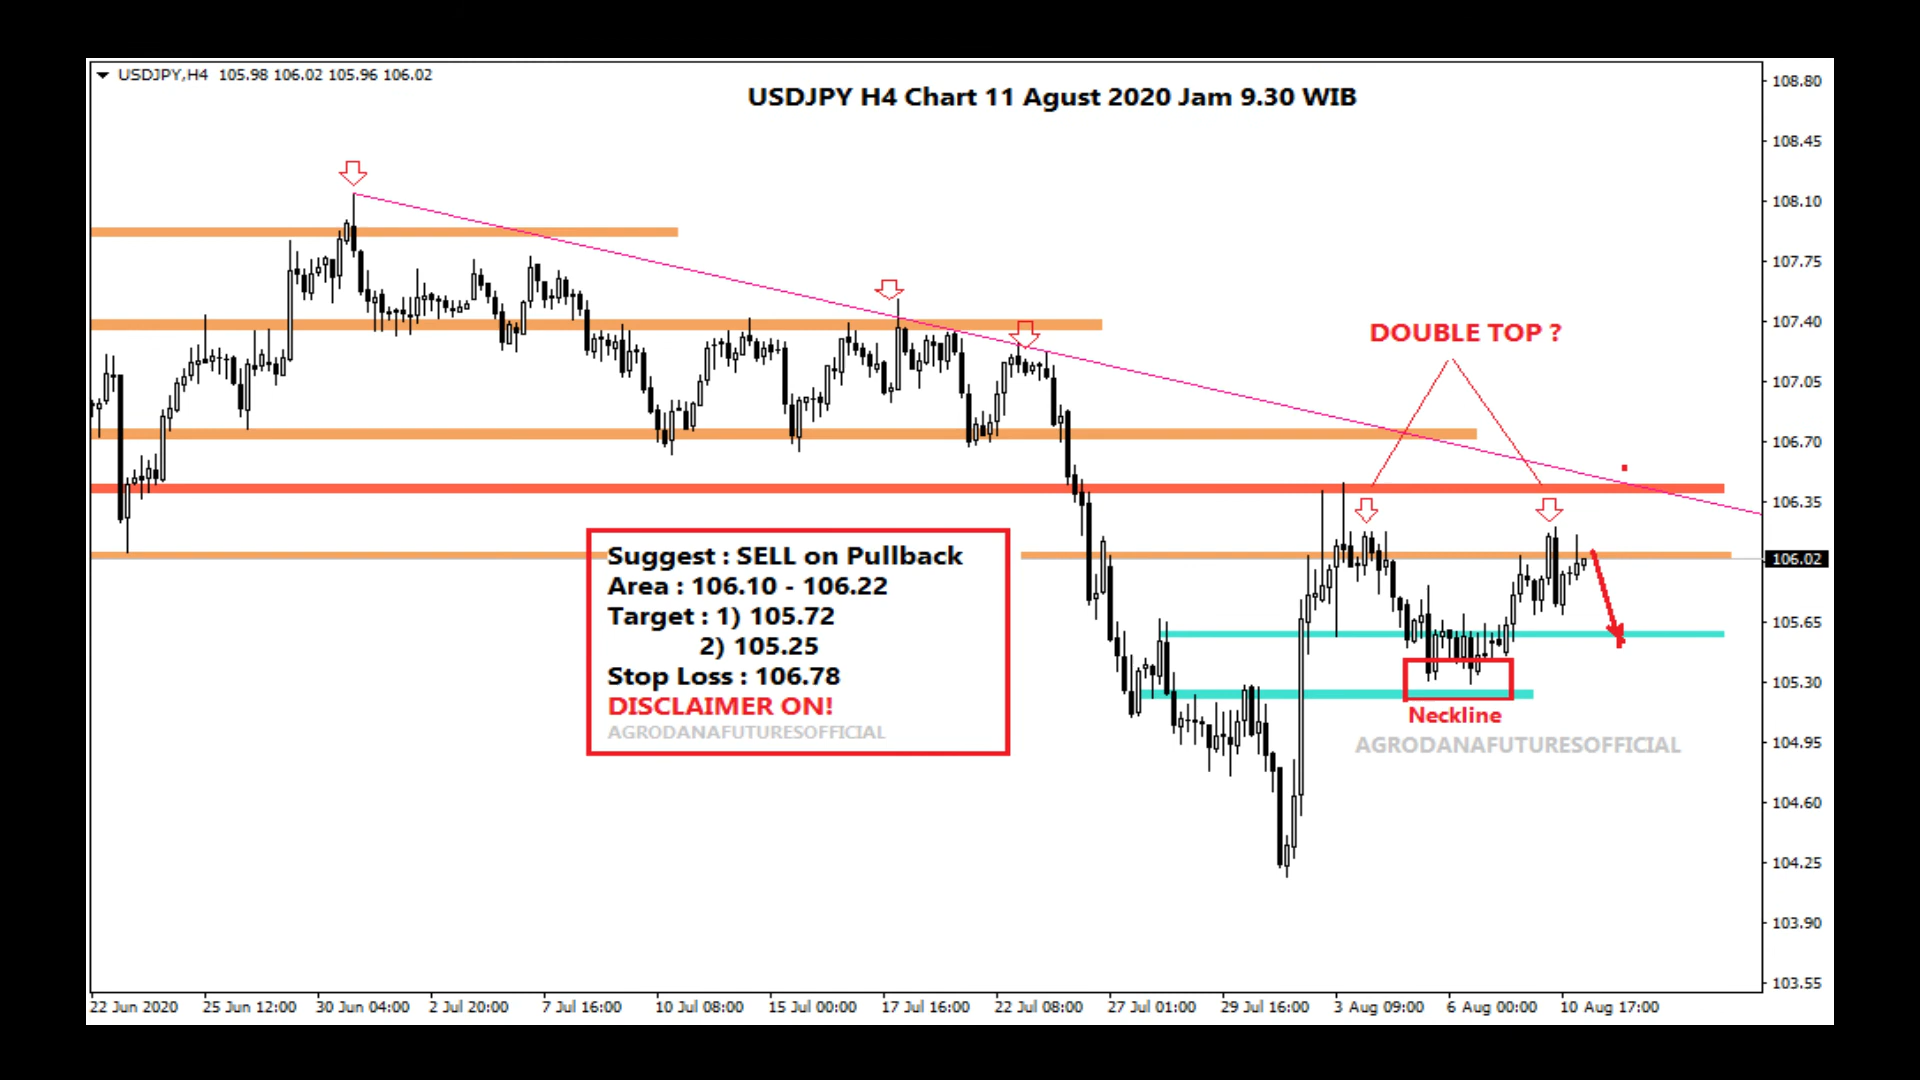 USDJPY,H4 105.98 106.02 105.96 106.02
USDJPY H4 Chart 11 Agust 2020 Jam 9.30 WIB
108.80
108.45
108.10
107.75
107.40
107.05
106.70
106.35
106.02
105.65
105.30
104.95
104.60
104.25
103.90
103.55
DOUBLE TOP ?
Suggest : SELL on Pullback
Area : 106.10 - 106.22
Target : 1) 105.72
2) 105.25
Stop Loss : 106.78
DISCLAIMER ON!
AGRODANAFUTURESOFFICIAL
Neckline
AGRODANAFUTURESOFFICIAL
22 Jun 2020 25 Jun 12:00 30 Jun 04:00 2 Jul 20:00 7 Jul 16:00 10 Jul 08:00 15 Jul 00:00 17 Jul 16:00 22 Jul 08:00 27 Jul 01:00 29 Jul 16:00 3 Aug 09:00 6 Aug 00:00 10 Aug 17:00